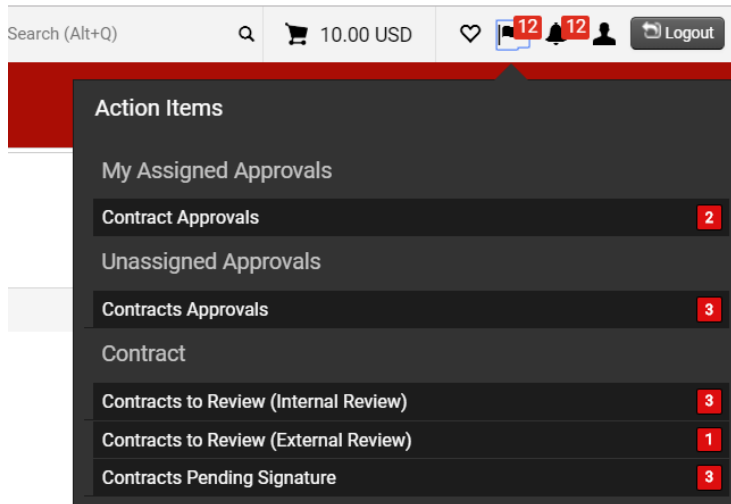 Search (Alt+Q) 10.00 USD 12 12 Logout
Action Items
My Assigned Approvals
Contract Approvals 2
Unassigned Approvals
Contracts Approvals 3
Contract
Contracts to Review (Internal Review) 3
Contracts to Review (External Review) 1
Contracts Pending Signature 3